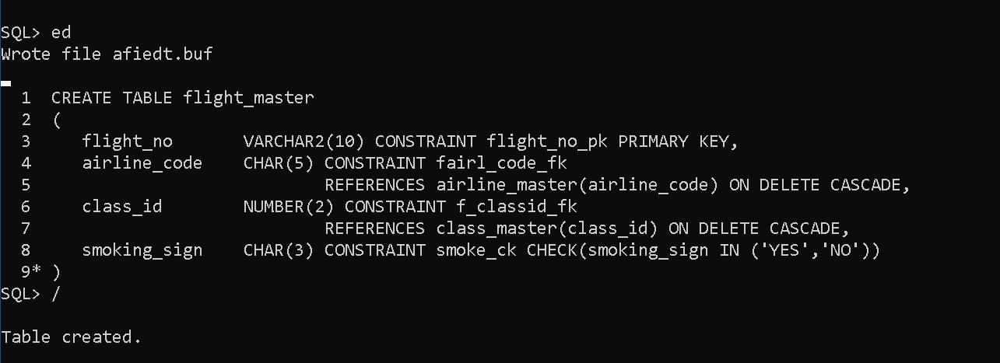 SQL> ed
Wrote file afiedt.buf
  1  CREATE TABLE flight_master
  2  (
  3     flight_no       VARCHAR2(10) CONSTRAINT flight_no_pk PRIMARY KEY,
  4     airline_code    CHAR(5) CONSTRAINT fairl_code_fk
  5                             REFERENCES airline_master(airline_code) ON DELETE CASCADE,
  6     class_id        NUMBER(2) CONSTRAINT f_classid_fk
  7                             REFERENCES class_master(class_id) ON DELETE CASCADE,
  8     smoking_sign    CHAR(3) CONSTRAINT smoke_ck CHECK(smoking_sign IN ('YES','NO'))
  9* )
SQL> /
Table created.